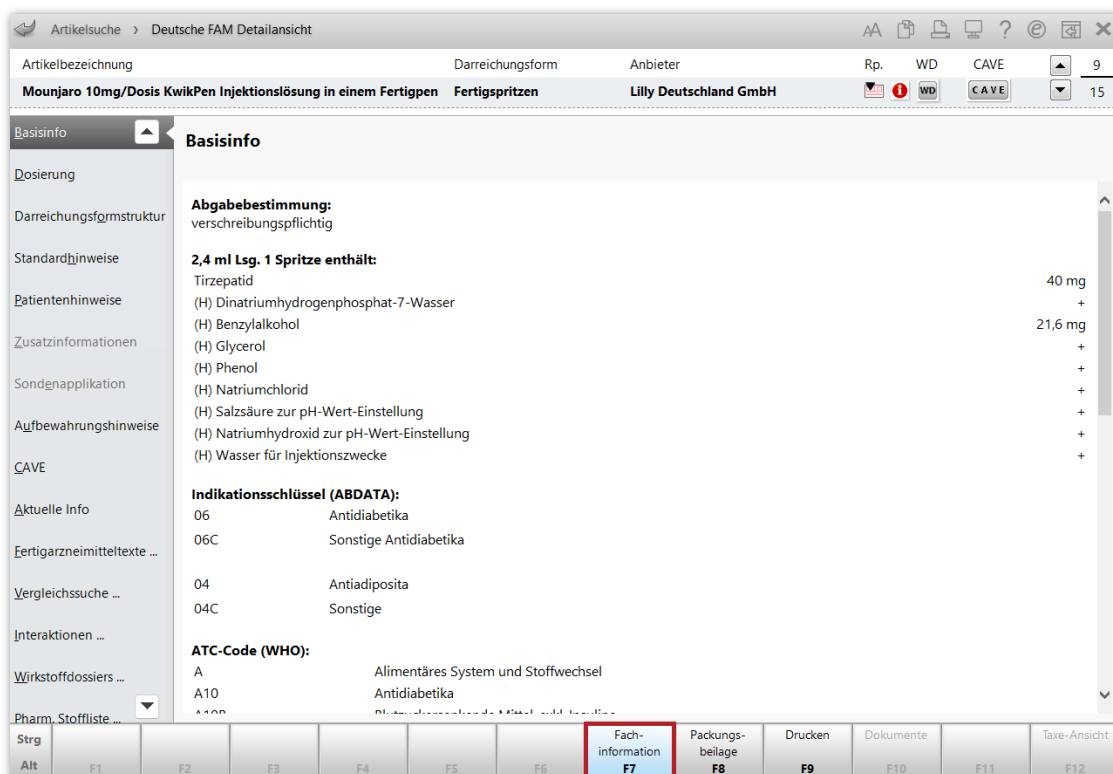 Artikelsuche › Deutsche FAM Detailansicht
Artikelbezeichnung Darreichungsform Anbieter Rp. WD CAVE 9
Mounjaro 10mg/Dosis KwikPen Injektionslösung in einem Fertigpen Fertigspritzen Lilly Deutschland GmbH WD CAVE 15
Basisinfo
Dosierung
Darreichungsformstruktur
Standardhinweise
Patientenhinweise
Zusatzinformationen
Sondenapplikation
Aufbewahrungshinweise
CAVE
Aktuelle Info
Fertigarzneimitteltexte ...
Vergleichssuche ...
Interaktionen ...
Wirkstoffdossiers ...
Pharm. Stoffliste ...
Basisinfo
Abgabebestimmung:
verschreibungspflichtig
2,4 ml Lsg. 1 Spritze enthält:
Tirzepatid 40 mg
(H) Dinatriumhydrogenphosphat-7-Wasser +
(H) Benzylalkohol 21,6 mg
(H) Glycerol +
(H) Phenol +
(H) Natriumchlorid +
(H) Salzsäure zur pH-Wert-Einstellung +
(H) Natriumhydroxid zur pH-Wert-Einstellung +
(H) Wasser für Injektionszwecke +
Indikationsschlüssel (ABDATA):
06 Antidiabetika
06C Sonstige Antidiabetika
04 Antiadiposita
04C Sonstige
ATC-Code (WHO):
A Alimentäres System und Stoffwechsel
A10 Antidiabetika
A10B Blutzuckersenkende Mittel, exkl. Insuline
Strg
Alt
F1
F2
F3
F4
F5
F6
Fach-
information
F7
Packungs-
beilage
F8
Drucken
F9
Dokumente
F10
F11
Taxe-Ansicht
F12